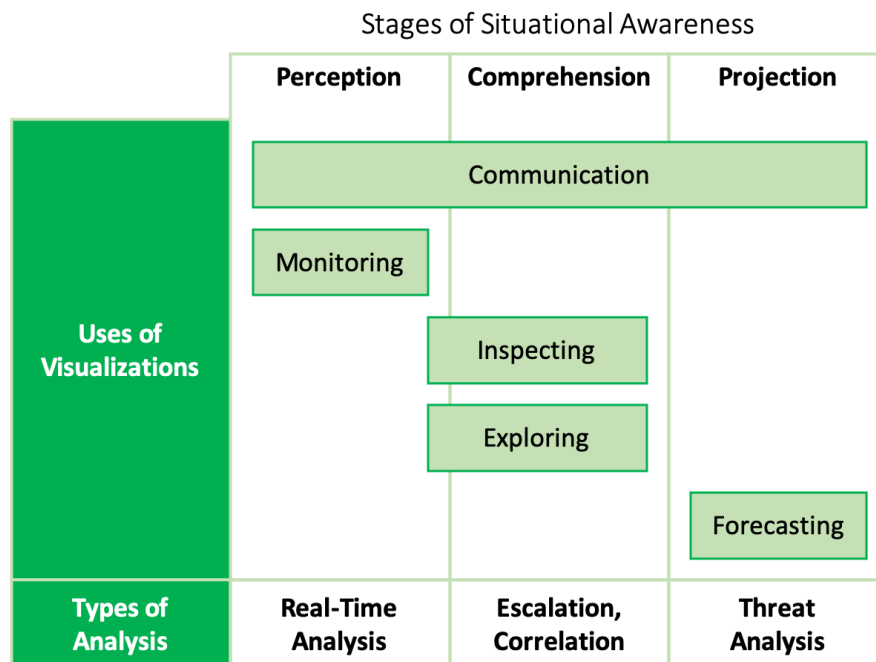 Stages of Situational Awareness
Perception
Comprehension
Projection
Communication
Monitoring
Uses of
Visualizations
Inspecting
Exploring
Forecasting
Types of
Analysis
Real-Time
Analysis
Escalation,
Correlation
Threat
Analysis